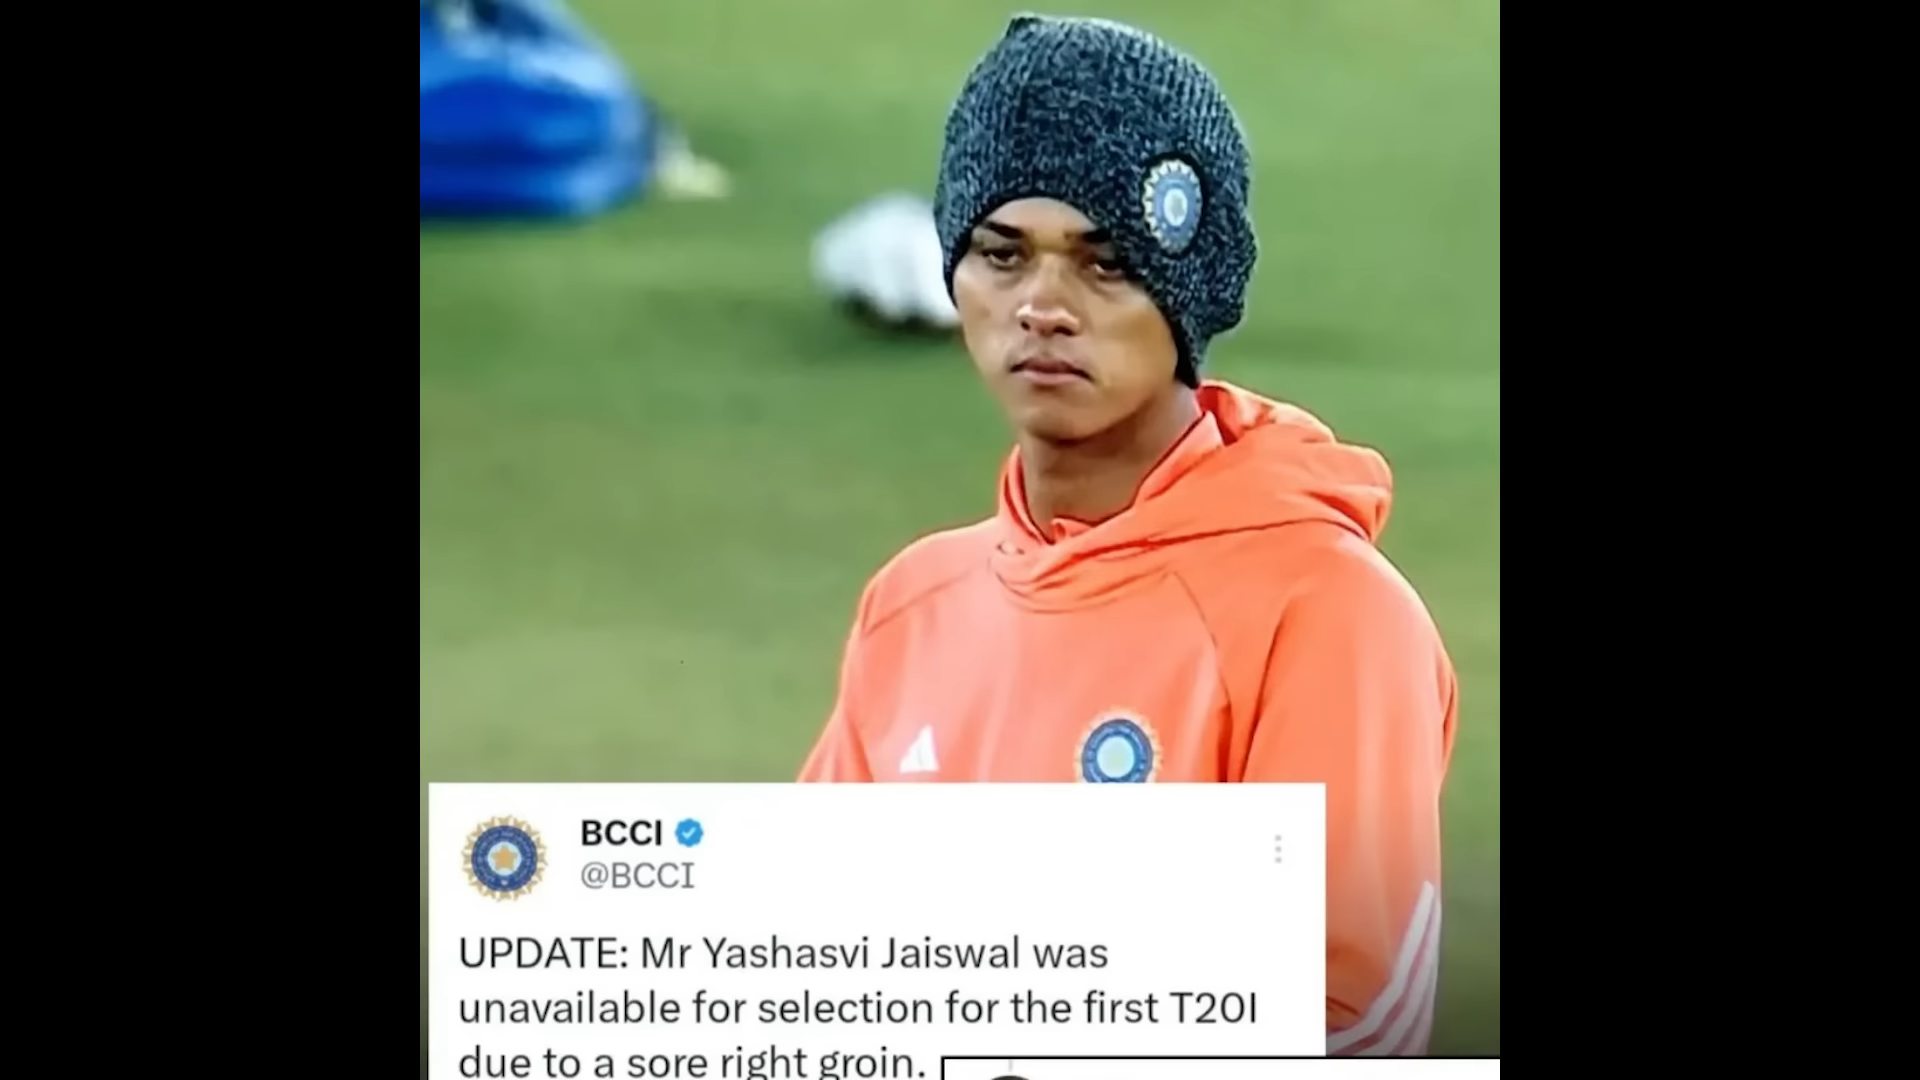 BCCI
@BCCI
UPDATE: Mr Yashasvi Jaiswal was
unavailable for selection for the first T20I
due to a sore right groin.